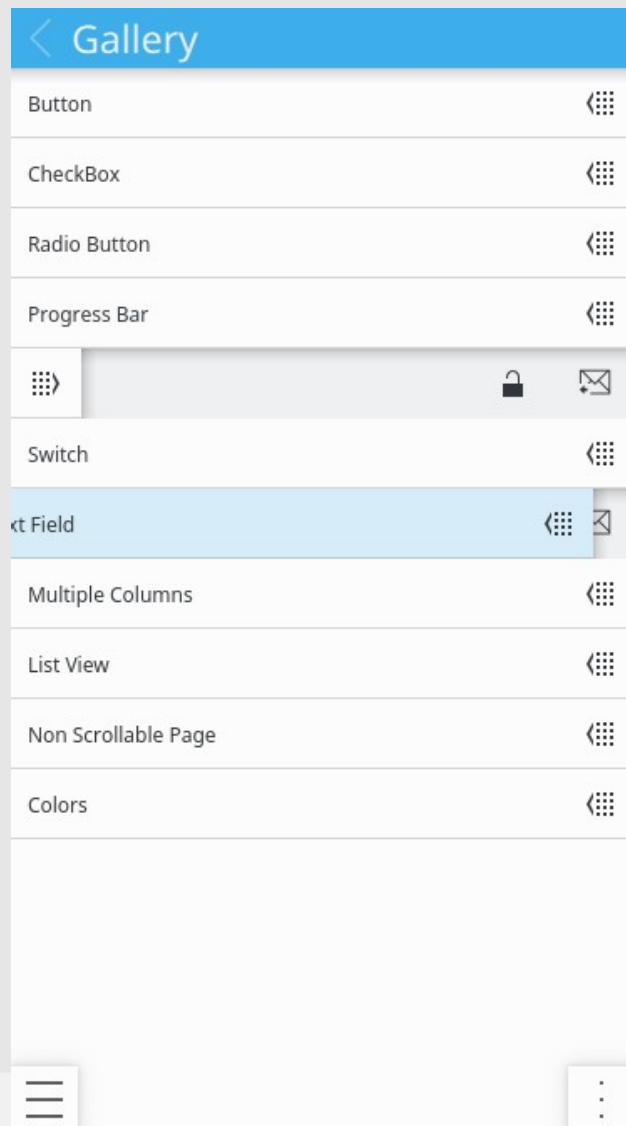 Gallery
Button
CheckBox
Radio Button
Progress Bar
Switch
xt Field
Multiple Columns
List View
Non Scrollable Page
Colors